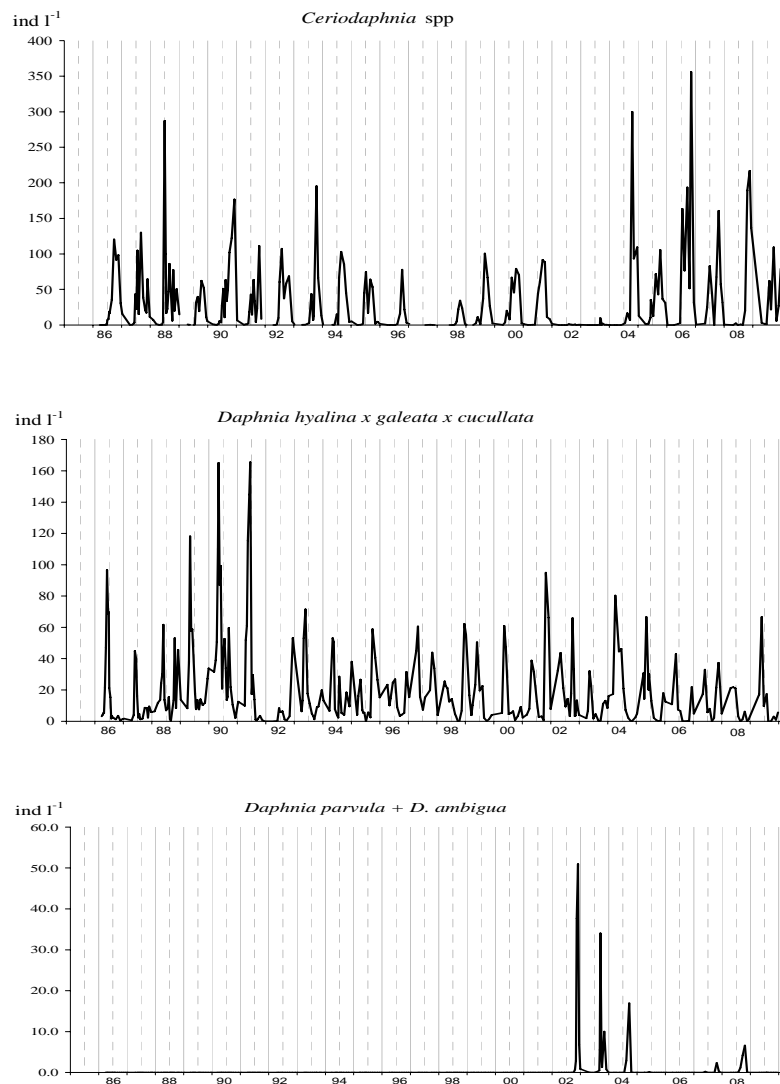 Ceriodaphnia spp
ind l-1
400
350
300
250
200
150
100
50
0
86 88 90 92 94 96 98 00 02 04 06 08
Daphnia hyalina x galeata x cucullata
ind l-1
180
160
140
120
100
80
60
40
20
0
86 88 90 92 94 96 98 00 02 04 06 08
Daphnia parvula + D. ambigua
ind l-1
60.0
50.0
40.0
30.0
20.0
10.0
0.0
86 88 90 92 94 96 98 00 02 04 06 08